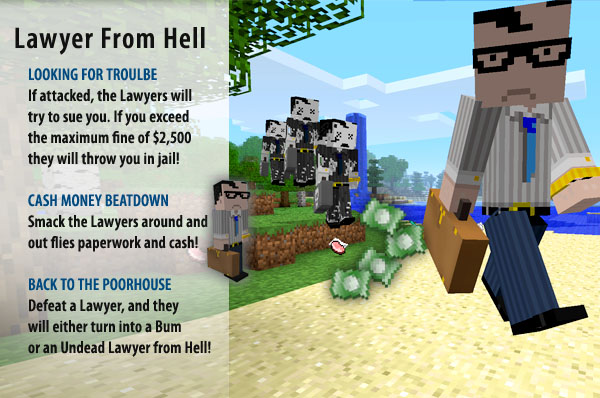 Lawyer From Hell
LOOKING FOR TROULBE
If attacked, the Lawyers will
try to sue you. If you exceed
the maximum fine of $2,500
they will throw you in jail!
CASH MONEY BEATDOWN
Smack the Lawyers around and
out flies paperwork and cash!
BACK TO THE POORHOUSE
Defeat a Lawyer, and they
will either turn into a Bum
or an Undead Lawyer from Hell!